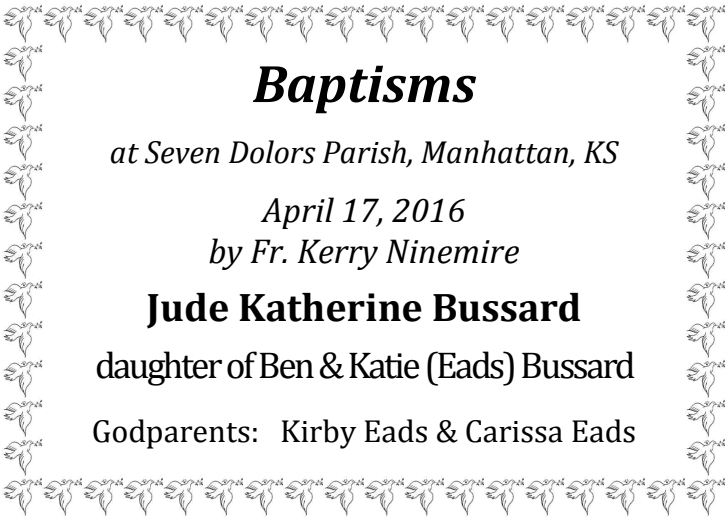 Baptisms
at Seven Dolors Parish, Manhattan, KS
April 17, 2016
by Fr. Kerry Ninemire
Jude Katherine Bussard
daughter of Ben & Katie (Eads) Bussard
Godparents: Kirby Eads & Carissa Eads